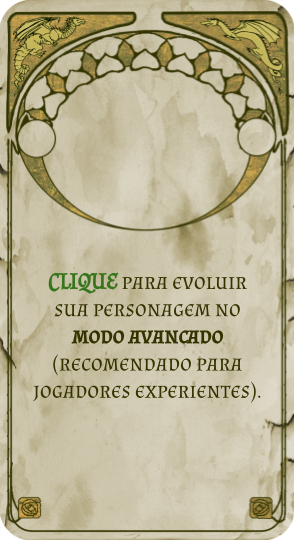 CLIQUE PARA EVOLUIR
SUA PERSONAGEM NO
MODO AVANCADO
(RECOMENDADO PARA
JOGADORES EXPERIENTES).